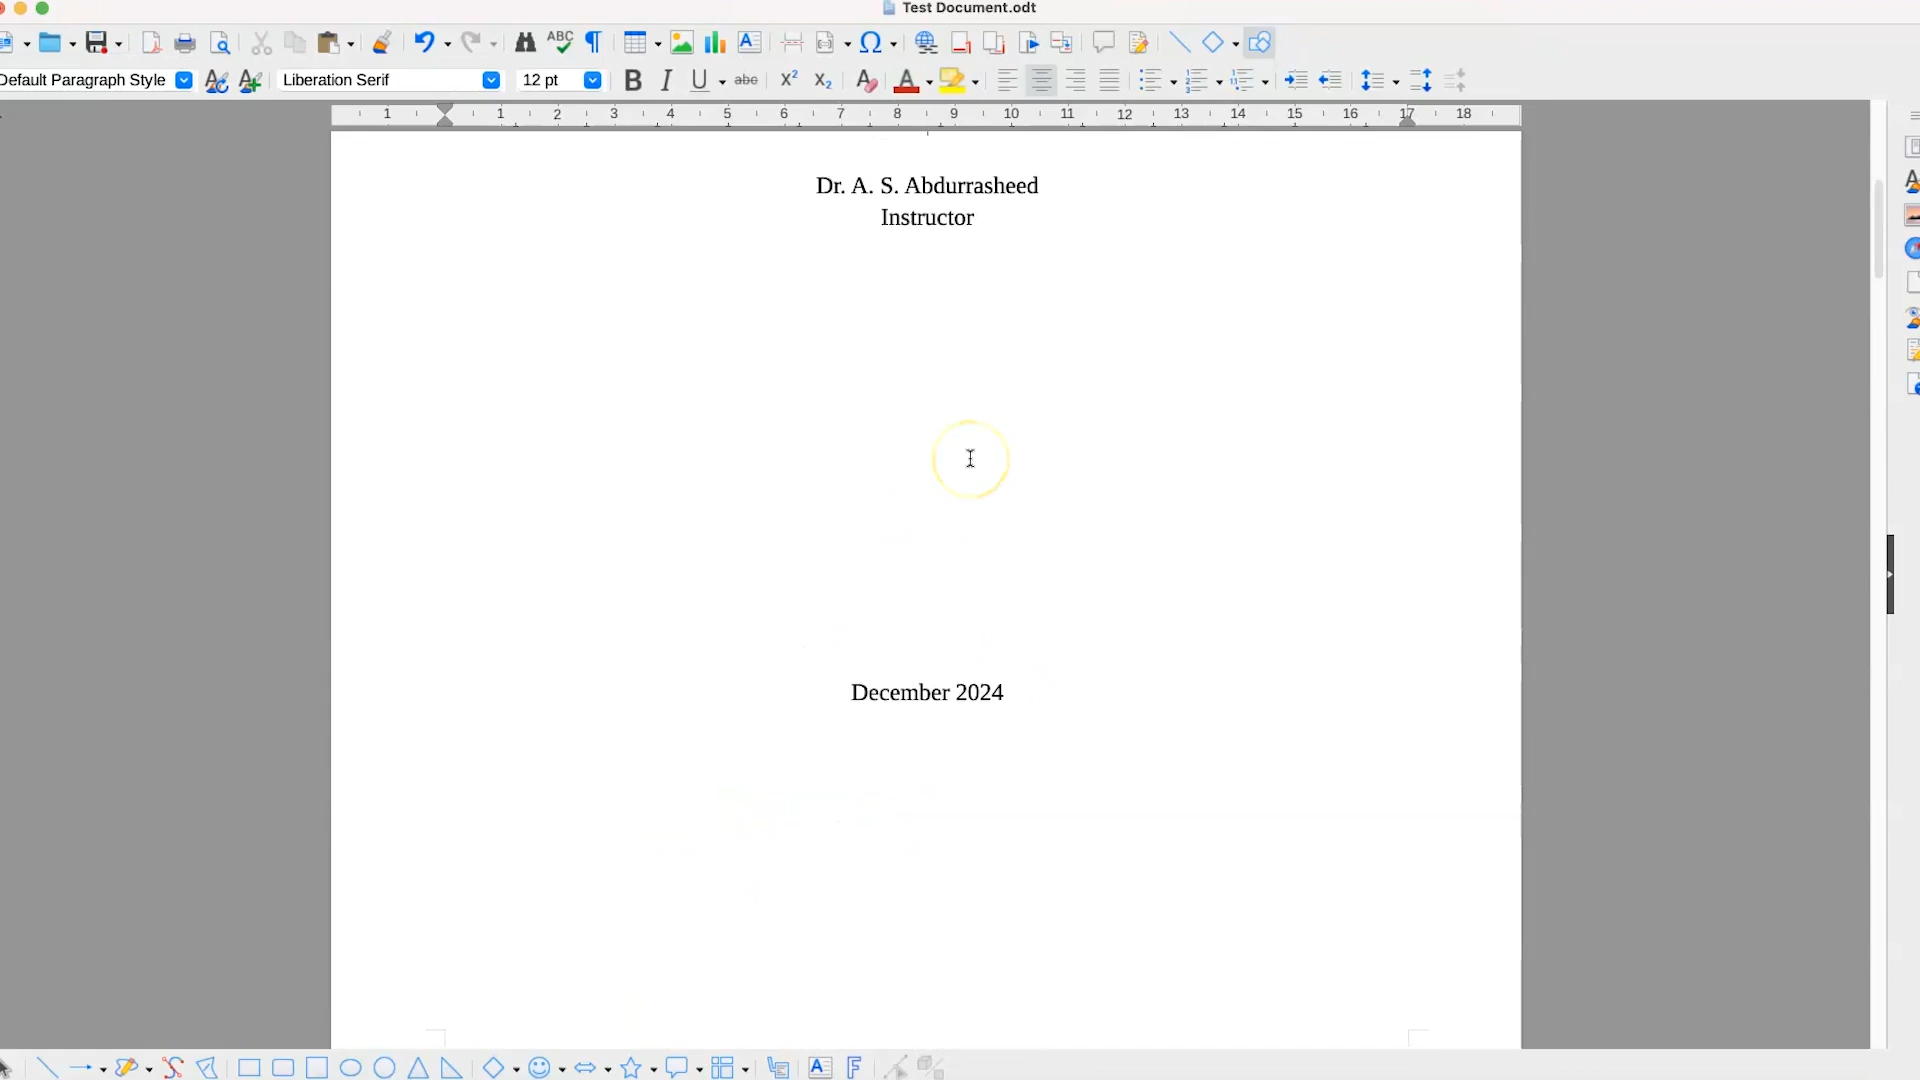 Test Document.odt
Default Paragraph Style
Liberation Serif
12 pt
1 1 2 3 4 5 6 7 8 9 10 11 12 13 14 15 16 17 18
Dr. A. S. Abdurrasheed
Instructor
December 2024